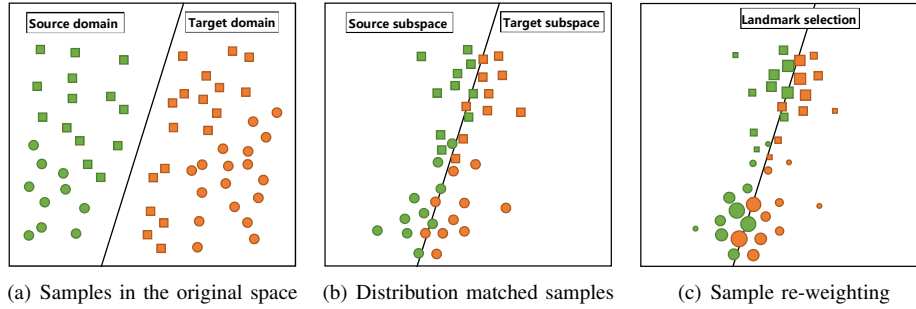 Source domain
Target domain
Source subspace
Target subspace
Landmark selection
(a) Samples in the original space
(b) Distribution matched samples
(c) Sample re-weighting